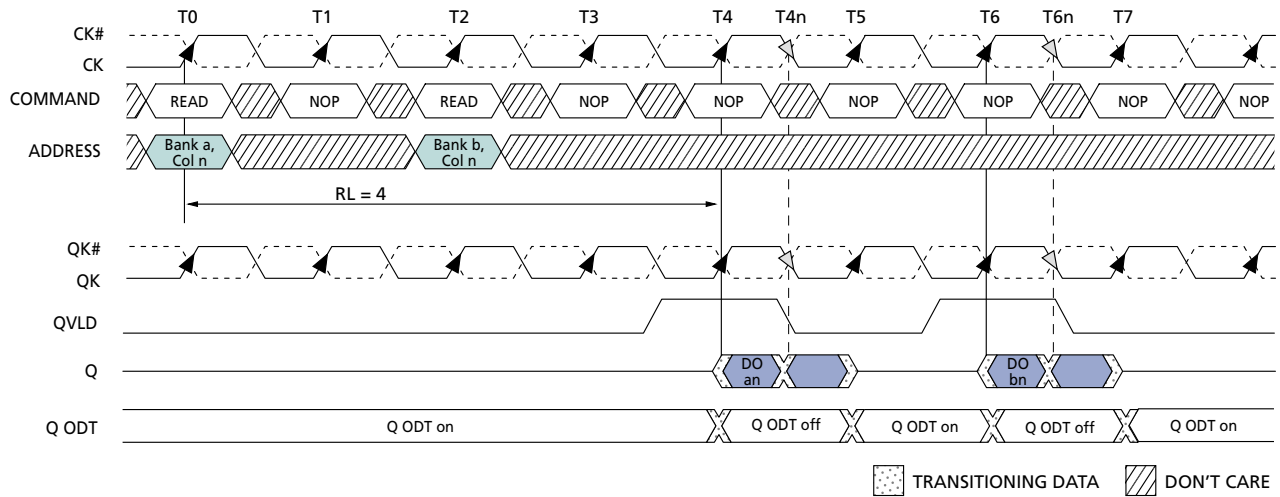 T0 T1 T2 T3 T4 T4n T5 T6 T6n T7
CK#
CK
COMMAND READ NOP READ NOP NOP NOP NOP NOP NOP
ADDRESS Bank a, Col n Bank b, Col n
RL = 4
QK#
QK
QVLD
Q DO an DO bn
Q ODT Q ODT on Q ODT off Q ODT on Q ODT off Q ODT on
TRANSITIONING DATA DON'T CARE